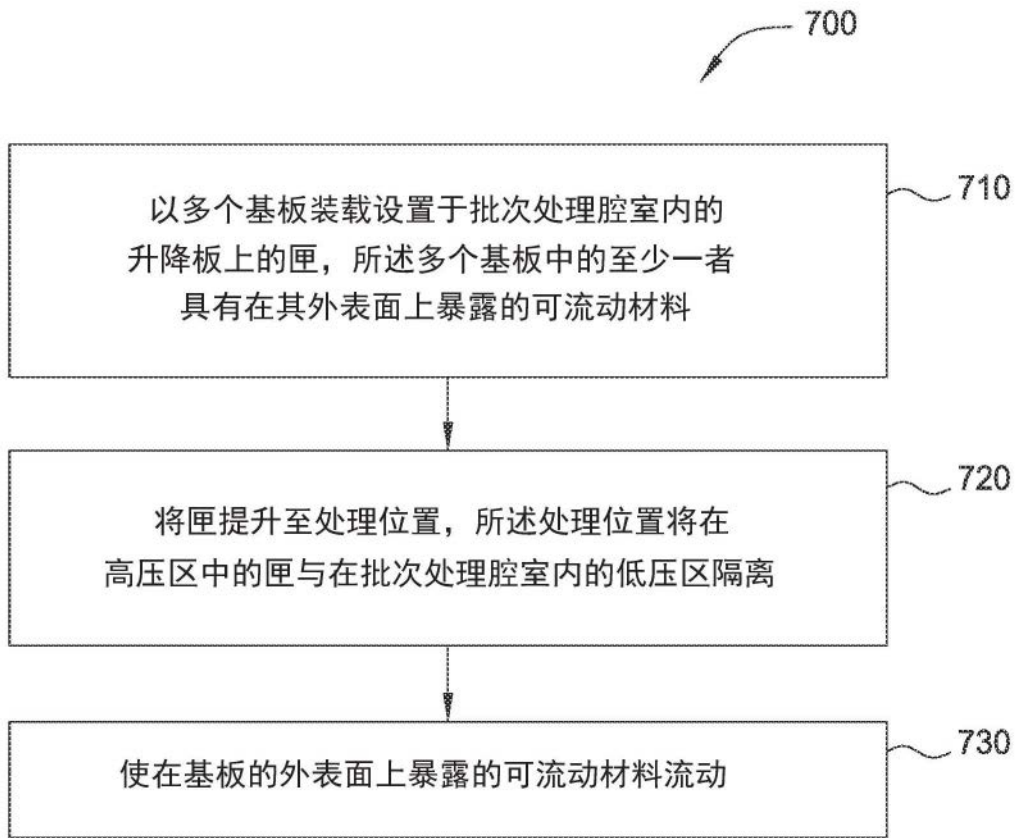 700
以多个基板装载设置于批次处理腔室内的
升降板上的匣，所述多个基板中的至少一者
具有在其外表面上暴露的可流动材料
710
将匣提升至处理位置，所述处理位置将在
高压区中的匣与在批次处理腔室内的低压区隔离
720
使在基板的外表面上暴露的可流动材料流动
730